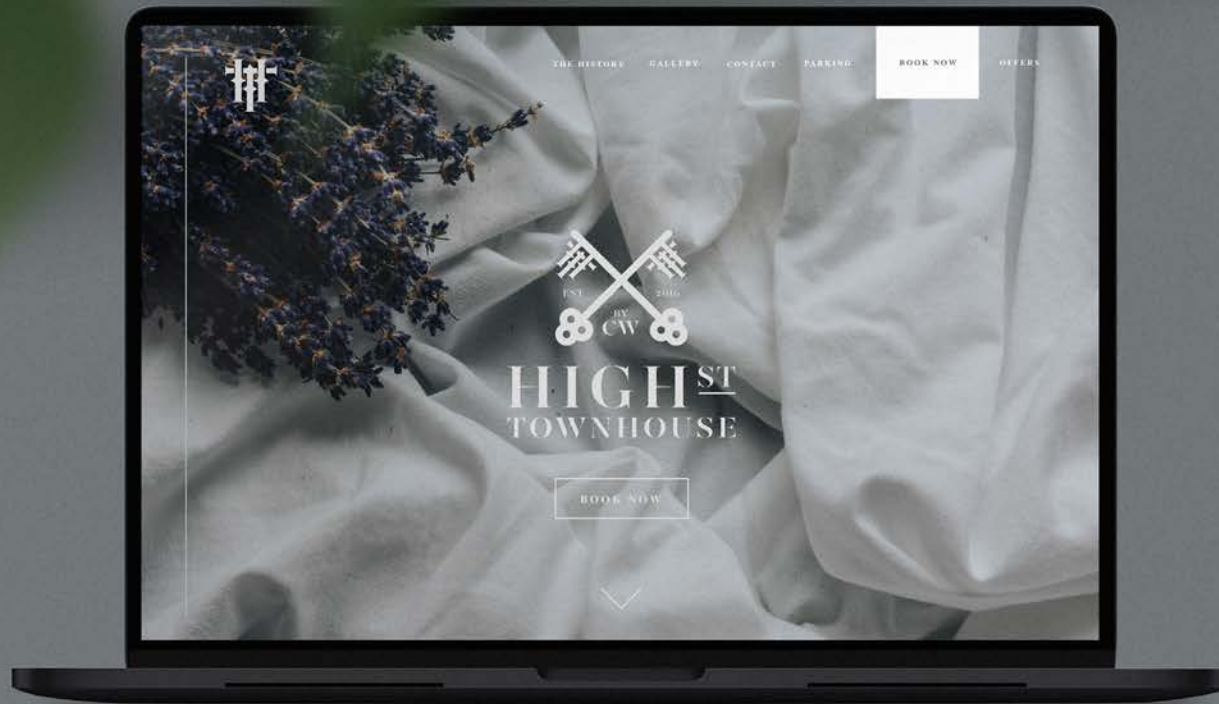 THE HISTORY
GALLERY
CONTACT
PARKING
BOOK NOW
OFFERS
EST 2016
BY
CW
HIGH ST
TOWNHOUSE
BOOK NOW